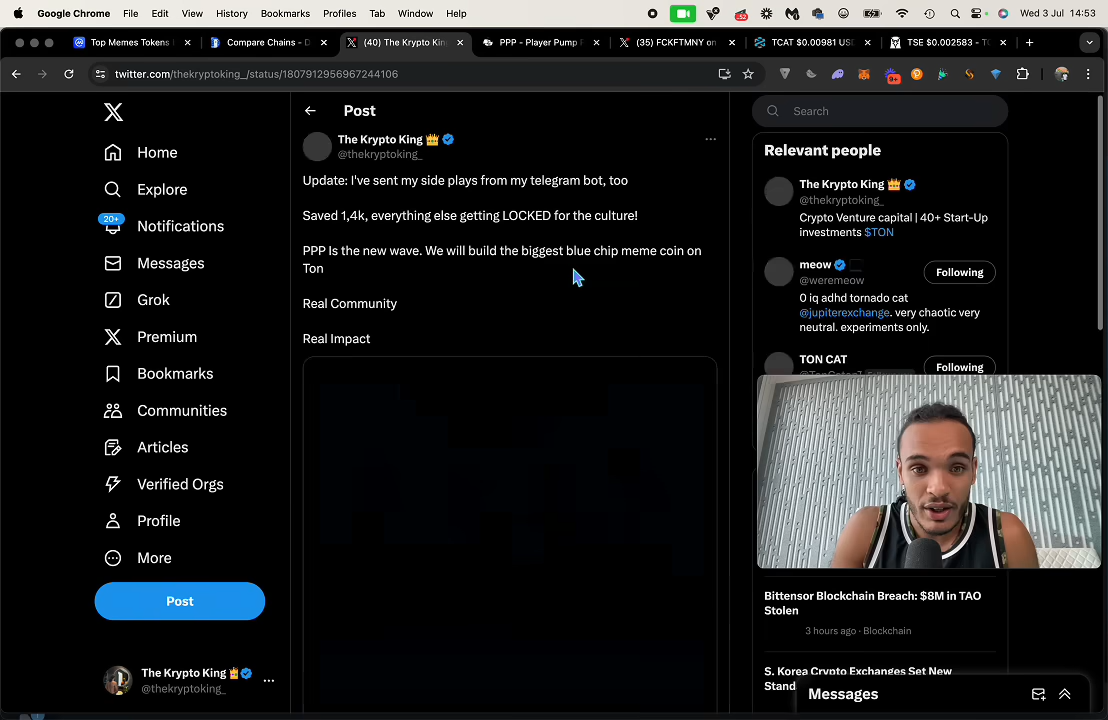 Google Chrome File Edit View History Bookmarks Profiles Tab Window Help
Wed 3 Jul 14:53
Top Memes Tokens
Compare Chains - D
(40) The Krypto King
PPP - Player Pump F
(35) FCKFTMNY on
TCAT $0.00981 US
TSE $0.002583 - TO
twitter.com/thekryptoking_/status/1807912956967244106
9+
Home
Explore
20+
Notifications
Messages
Grok
Premium
Bookmarks
Communities
Articles
Verified Orgs
Profile
More
Post
The Krypto King
@thekryptoking_
Post
The Krypto King
@thekryptoking_
Update: I've sent my side plays from my telegram bot, too
Saved 1,4k, everything else getting LOCKED for the culture!
PPP Is the new wave. We will build the biggest blue chip meme coin on
Ton
Real Community
Real Impact
Search
Relevant people
The Krypto King
@thekryptoking_
Crypto Venture capital | 40+ Start-Up
investments $TON
meow
@weremeow
Following
0 iq adhd tornado cat
@jupiterexchange. very chaotic very
neutral. experiments only.
TON CAT
Following
Bittensor Blockchain Breach: $8M in TAO
Stolen
3 hours ago · Blockchain
S. Korea Crypto Exchanges Set New
Stand
Messages